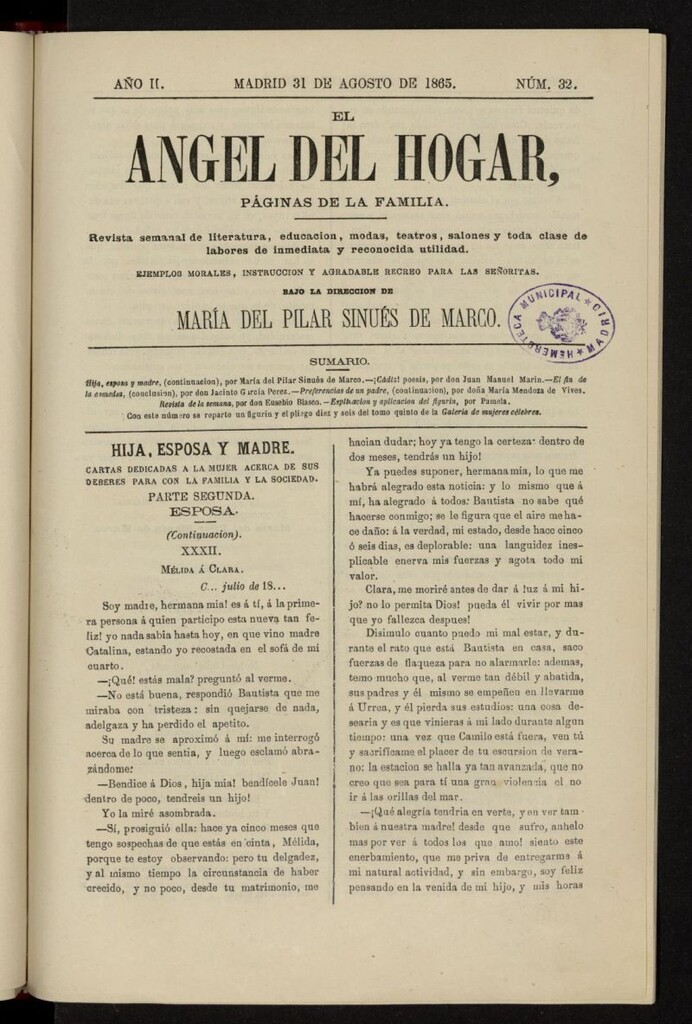 AÑO II. MADRID 31 DE AGOSTO DE 1865. NÚM. 32.
EL
ANGEL DEL HOGAR,
PÁGINAS DE LA FAMILIA.
Revista semanal de literatura, educacion, modas, teatros, salones y toda clase de
labores de inmediata y reconocida utilidad.
EJEMPLOS MORALES, INSTRUCCION Y AGRADABLE RECREO PARA LAS SEÑORITAS.
BAJO LA DIRECCION DE
MARÍA DEL PILAR SINUÉS DE MARCO.
HEMEROTECA MUNICIPAL ★ MADRID ★
SUMARIO.
Hija, esposa y madre, (continuacion), por María del Pilar Sinués de Marco.—¡Cádiz! poesia, por don Juan Manuel Marin.—El fin de
la comedia, (conclusion), por don Jacinto García Perez.—Preferencias de un padre, (continuacion), por doña María Mendoza de Vives.
Revista de la semana, por don Eusebio Blasco.—Esplicacion y aplicacion del figurin, por Pamela.
Con este número se reparte un figurin y el pliego diez y seis del tomo quinto de la Galería de mujeres célebres.
HIJA, ESPOSA Y MADRE.
CARTAS DEDICADAS A LA MUJER ACERCA DE SUS
DEBERES PARA CON LA FAMILIA Y LA SOCIEDAD.
PARTE SEGUNDA.
ESPOSA.
(Continuacion).
XXXII.
MÉLIDA Á CLARA.
C... julio de 18...
Soy madre, hermana mia! es á tí, á la prime-
ra persona á quien participo esta nueva tan fe-
liz! yo nada sabia hasta hoy, en que vino madre
Catalina, estando yo recostada en el sofá de mi
cuarto.
—¡Qué! estás mala? preguntó al verme.
—No está buena, respondió Bautista que me
miraba con tristeza: sin quejarse de nada,
adelgaza y ha perdido el apetito.
Su madre se aproximó á mí: me interrogó
acerca de lo que sentia, y luego esclamó abra-
zándome:
—Bendice á Dios, hija mia! bendícele Juan!
dentro de poco, tendreis un hijo!
Yo la miré asombrada.
—Sí, prosiguió ella: hace ya cinco meses que
tengo sospechas de que estás en cinta, Mélida,
porque te estoy observando: pero tu delgadez,
y al mismo tiempo la circunstancia de haber
crecido, y no poco, desde tu matrimonio, me
hacian dudar; hoy ya tengo la certeza: dentro de
dos meses, tendrás un hijo!
Ya puedes suponer, hermana mia, lo que me
habrá alegrado esta noticia: y lo mismo que á
mí, ha alegrado á todos: Bautista no sabe qué
hacerse conmigo; se le figura que el aire me ha-
ce daño: á la verdad, mi estado, desde hace cinco
ó seis dias, es deplorable: una languidez ines-
plicable enerva mis fuerzas y agota todo mi
valor.
Clara, me moriré antes de dar á luz á mi hi-
jo? no lo permita Dios! pueda él vivir por mas
que yo fallezca despues!
Disimulo cuanto puedo mi mal estar, y du-
rante el rato que está Bautista en casa, saco
fuerzas de flaqueza para no alarmarle: ademas,
temo mucho que, al verme tan débil y abatida,
sus padres y él mismo se empeñen en llevarme
á Urrea, y él pierda sus estudios: una cosa de-
searia y es que vinieras á mi lado durante algun
tiempo: una vez que Camilo está fuera, ven tú
y sacrifícame el placer de tu escursion de vera-
no: la estacion se halla ya tan avanzada, que no
creo que sea para tí una gran violencia el no
ir á las orillas del mar.
—¡Qué alegría tendria en verte, y en ver tam-
bien á nuestra madre! desde que sufro, anhelo
mas por ver á todos los que amo! siento este
enerbamiento, que me priva de entregarme á
mi natural actividad, y sin embargo, soy feliz
pensando en la venida de mi hijo, y mis horas